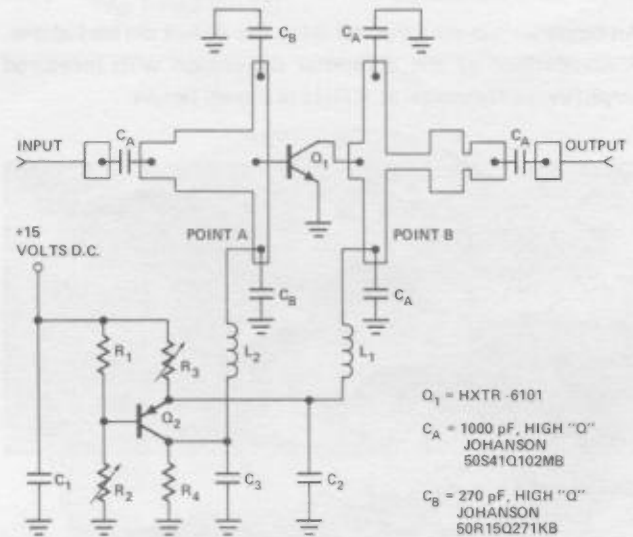 C_B
C_A
INPUT
C_A
Q_1
C_A
OUTPUT
POINT A
POINT B
+15
VOLTS D.C.
C_B
C_A
R_1
R_3
L_2
L_1
Q_2
C_1
R_2
R_4
C_3
C_2
Q_1 = HXTR -6101
C_A = 1000 pF, HIGH "Q"
JOHANSON
50S41Q102MB
C_B = 270 pF, HIGH "Q"
JOHANSON
50R15Q271KB